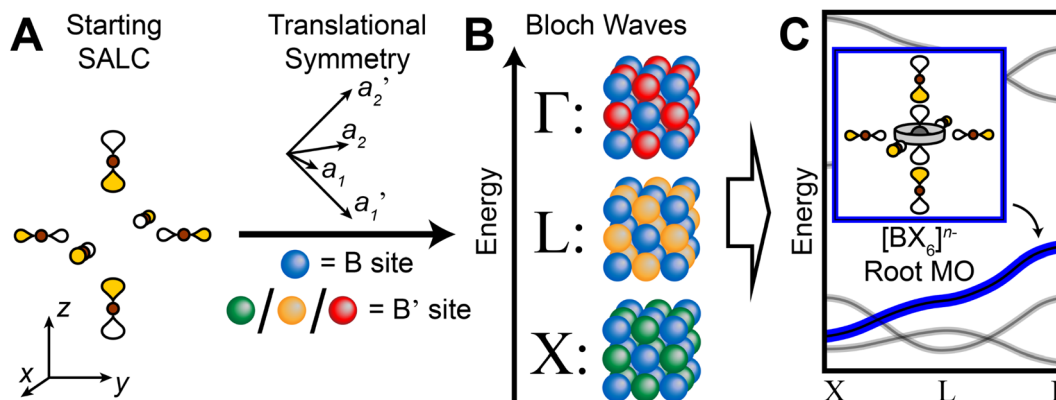 A
Starting
SALC
Translational
Symmetry
a₂'
a₂
a₁
a₁'
z
x
y
= B site
/ / = B' site
B
Bloch Waves
Energy
Γ:
L:
X:
C
Energy
[BX₆]ⁿ⁻
Root MO
X L